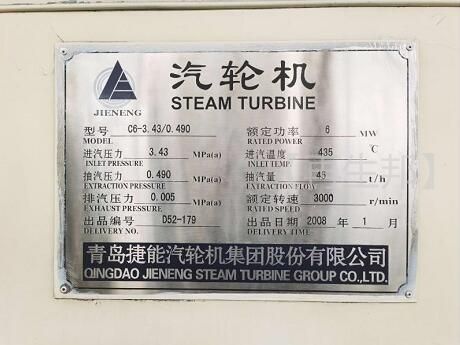 汽轮机
JIENENG
STEAM TURBINE
型号 C6-3.43/0.490 额定功率 6 MW
MODEL RATED POWER
进汽压力 3.43 MPa(a) 进汽温度 435 ℃
INLET PRESSURE INLET TEMP.
抽汽压力 0.490 MPa(a) 抽汽量 45 t/h
EXTRACTION PRESSURE EXTRACTION FLOW
排汽压力 0.005 MPa(a) 额定转速 3000 r/min
EXHAUST PRESSURE RATED SPEED
出品编号 D52-179 出品日期 2008 年 1 月
DELIVERY NO. DELIVERY TIME
青岛捷能汽轮机集团股份有限公司
QINGDAO JIENENG STEAM TURBINE GROUP CO.,LTD.